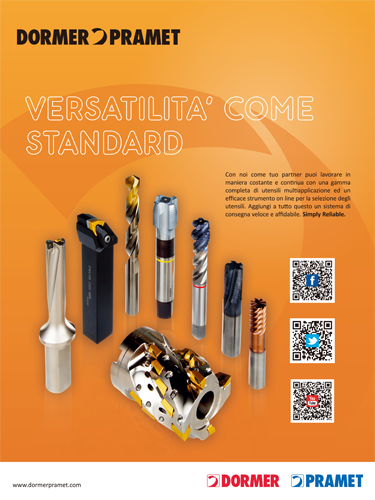 DORMER PRAMET
VERSATILITA' COME
STANDARD
Con noi come tuo partner puoi lavorare in
maniera costante e continua con una gamma
completa di utensili multiapplicazione ed un
efficace strumento on line per la selezione degli
utensili. Aggiungi a tutto questo un sistema di
consegna veloce e affidabile. Simply Reliable.
www.dormerpramet.com
DORMER
PRAMET